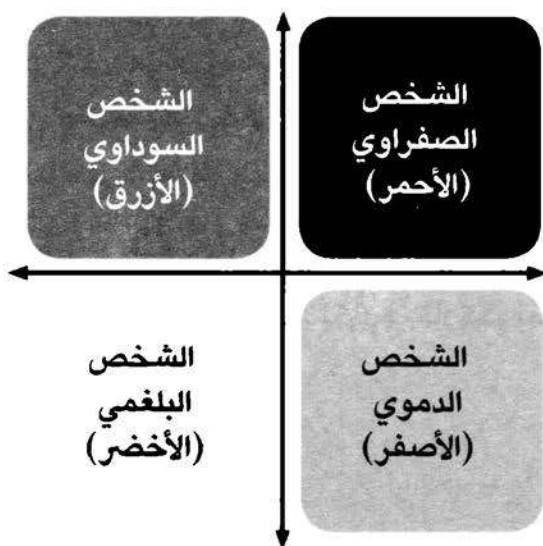 الشخص
الصفراوي
(الأحمر)
الشخص
السوداوي
(الأزرق)
الشخص
الدموي
(الأصفر)
الشخص
البلغمي
(الأخضر)